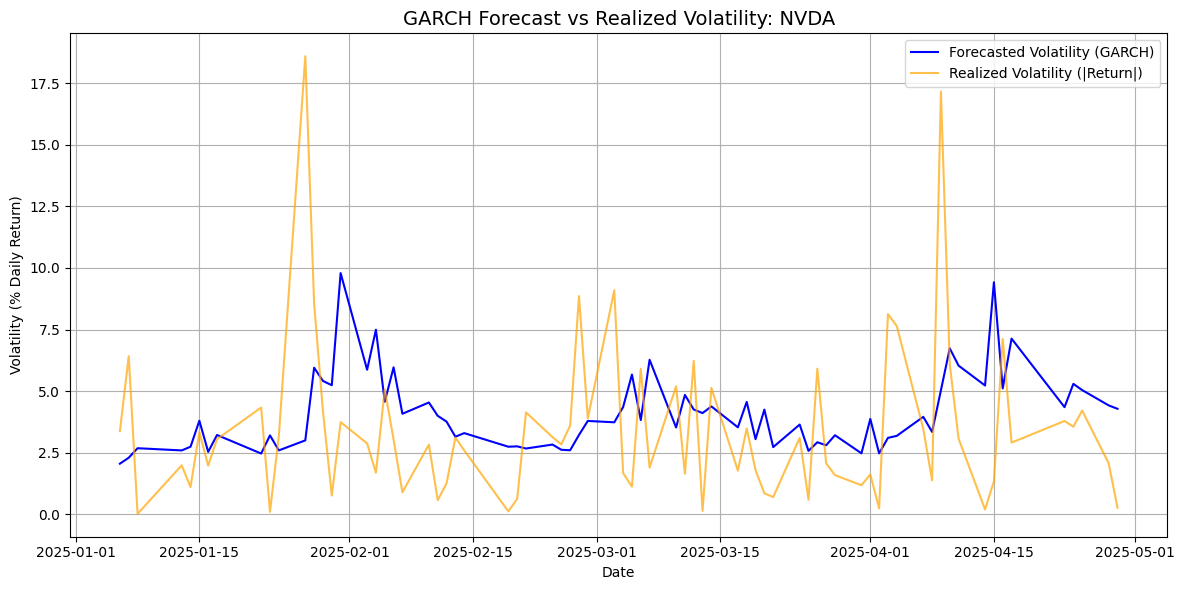 GARCH Forecast vs Realized Volatility: NVDA
Forecasted Volatility (GARCH)
Realized Volatility (|Return|)
Volatility (% Daily Return)
17.5
15.0
12.5
10.0
7.5
5.0
2.5
0.0
2025-01-01 2025-01-15 2025-02-01 2025-02-15 2025-03-01 2025-03-15 2025-04-01 2025-04-15 2025-05-01
Date